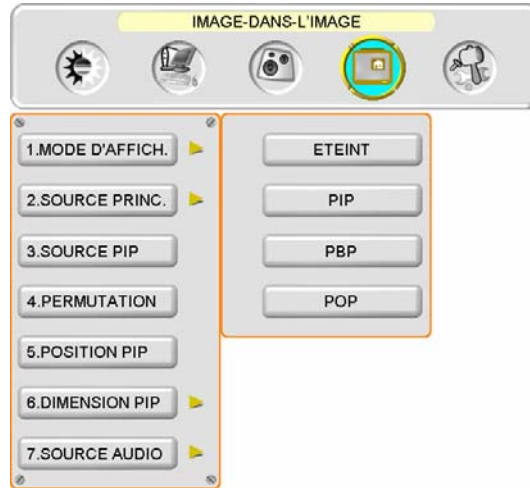 IMAGE-DANS-L'IMAGE
1.MODE D'AFFICH.
2.SOURCE PRINC.
3.SOURCE PIP
4.PERMUTATION
5.POSITION PIP
6.DIMENSION PIP
7.SOURCE AUDIO
ETEINT
PIP
PBP
POP